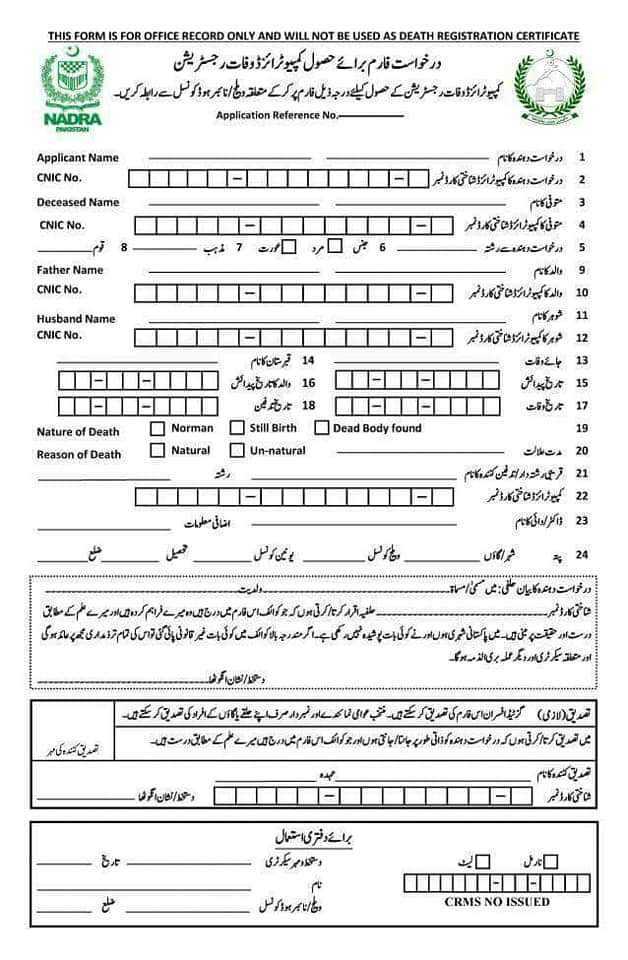 THIS FORM IS FOR OFFICE RECORD ONLY AND WILL NOT BE USED AS DEATH REGISTRATION CERTIFICATE
درخواست فارم برائے حصول کمپیوٹرائزڈ وفات رجسٹریشن
کمپیوٹرائزڈ وفات رجسٹریشن کے حصول کیلئے درجہ ذیل فارم پر کر کے متعلقہ ویلج/نائبر ہوڈ کونسل سے رابطہ کریں۔
NADRA
PAKISTAN
Application Reference No.
Applicant Name درخواست دہندہ کا نام 1
CNIC No. درخواست دہندہ کا کمپیوٹرائزڈ شناختی کارڈ نمبر 2
Deceased Name متوفی کا نام 3
CNIC No. متوفی کا کمپیوٹرائزڈ شناختی کارڈ نمبر 4
5 درخواست دہندہ سے رشتہ 6 جنس مرد عورت 7 مذہب 8 قوم
Father Name والد کا نام 9
CNIC No. والد کا کمپیوٹرائزڈ شناختی کارڈ نمبر 10
Husband Name شوہر کا نام 11
CNIC No. شوہر کا کمپیوٹرائزڈ شناختی کارڈ نمبر 12
13 جائے وفات 14 قبرستان کا نام
15 تاریخ پیدائش 16 والد کا تاریخ پیدائش
17 تاریخ وفات 18 تاریخ تدفین
Nature of Death Norman Still Birth Dead Body found 19
Reason of Death Natural Un-natural مدت علالت 20
21 قریبی رشتہ دار/تدفین کنندہ کا نام رشتہ
22 کمپیوٹرائزڈ شناختی کارڈ نمبر
23 ڈاکٹر/دائی کا نام اضافی معلومات
24 پتہ شہر/گاؤں ویلج کونسل یونین کونسل تحصیل ضلع
درخواست دہندہ کا بیان حلفی: میں مسمیٰ/مسماۃ ولدیت
شناختی کارڈ نمبر حلفیہ اقرار کرتا/کرتی ہوں کہ جو کوائف اس فارم میں درج ہیں وہ میرے فراہم کردہ ہیں اور میرے علم کے مطابق
درست اور حقیقت پر مبنی ہیں۔ میں پاکستانی شہری ہوں اور نے کوئی بات پوشیدہ نہیں رکھی ہے۔ اگر مندرجہ بالا کوائف میں کوئی بات غیر قانونی پائی گئی تو اس کی تمام تر ذمہ داری مجھ پر عائد ہوگی
اور متعلقہ سیکرٹری اور دیگر عملہ بری الذمہ ہوگا۔
دستخط/نشان انگوٹھا
تصدیق (لازمی) گزیٹڈ افسران اس فارم کی تصدیق کر سکتے ہیں۔ منتخب عوامی نمائندے اور نمبردار صرف اپنے حلقے یا گاؤں کے افراد کی تصدیق کر سکتے ہیں۔
میں تصدیق کرتا/کرتی ہوں کہ درخواست دہندہ کو ذاتی طور پر جانتا/جانتی ہوں اور جو کوائف اس فارم میں درج ہیں میرے علم کے مطابق درست ہیں۔
تصدیق کنندہ کی مہر
تصدیق کنندہ کا نام عہدہ
شناختی کارڈ نمبر دستخط/نشان انگوٹھا
برائے دفتری استعمال
نارمل لیٹ دستخط و مہر سیکرٹری تاریخ
نام
CRMS NO ISSUED ویلج/نائبر ہوڈ کونسل ضلع